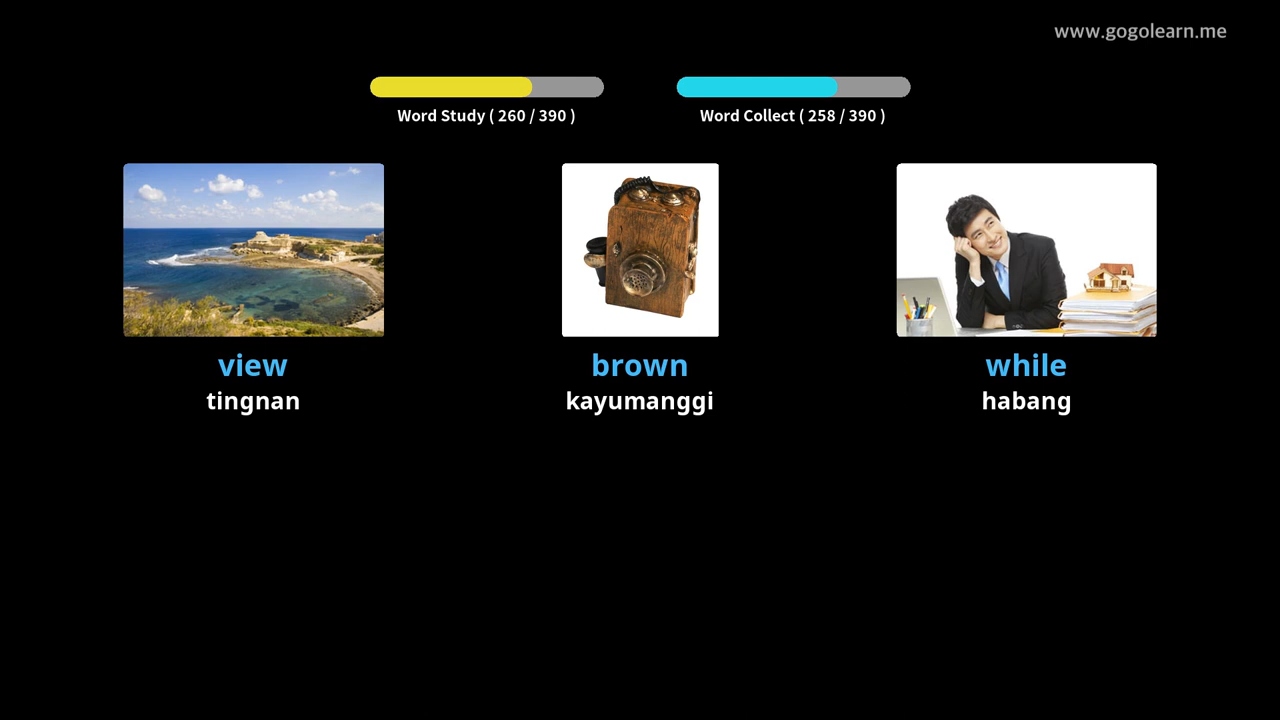 www.gogolearn.me
Word Study ( 260 / 390 )
Word Collect ( 258 / 390 )
view
tingnan
brown
kayumanggi
while
habang